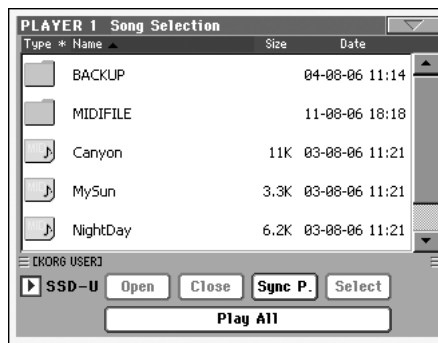 PLAYER 1 Song Selection
Type * Name Size Date
BACKUP 04-08-06 11:14
MIDIFILE 11-08-06 18:18
Canyon 11K 03-08-06 11:21
MySun 3.3K 03-08-06 11:21
NightDay 6.2K 03-08-06 11:21
[KORG USER]
SSD-U Open Close Sync P. Select
Play All